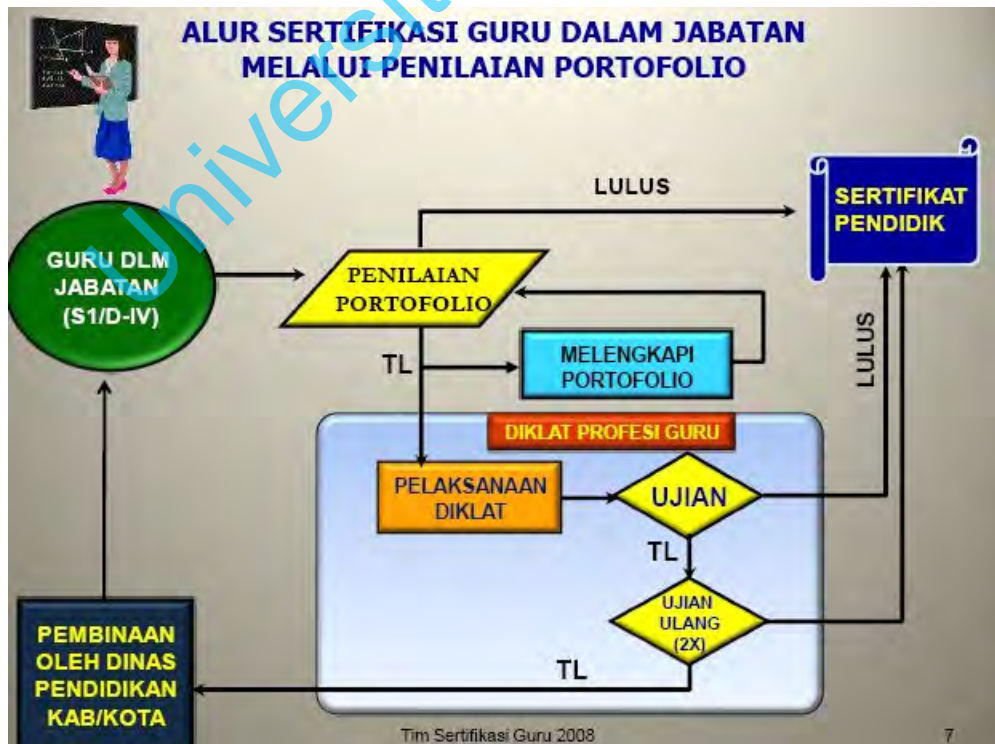 ALUR SERTIFIKASI GURU DALAM JABATAN
MELALUI PENILAIAN PORTOFOLIO
LULUS
SERTIFIKAT
PENDIDIK
GURU DLM
JABATAN
(S1/D-IV)
PENILAIAN
PORTOFOLIO
TL
MELENGKAPI
PORTOFOLIO
LULUS
DIKLAT PROFESI GURU
PELAKSANAAN
DIKLAT
UJIAN
TL
UJIAN
ULANG
(2X)
TL
PEMBINAAN
OLEH DINAS
PENDIDIKAN
KAB/KOTA
Tim Sertifikasi Guru 2008
7